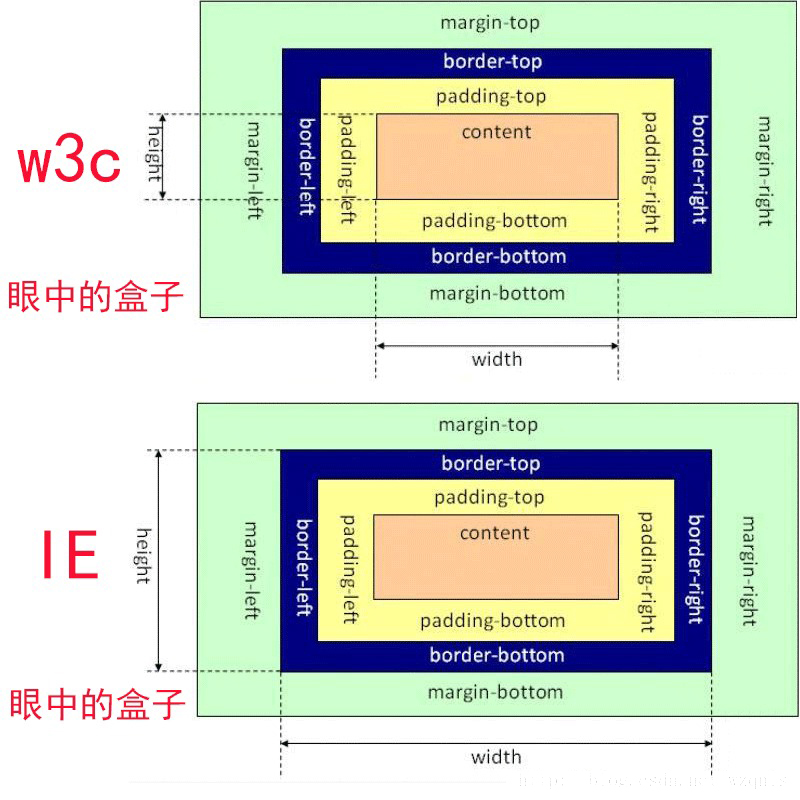 margin-top
border-top
padding-top
content
height
w3c
margin-left
border-left
padding-left
padding-right
border-right
margin-right
padding-bottom
border-bottom
眼中的盒子
margin-bottom
width
margin-top
border-top
padding-top
content
IE
height
margin-left
border-left
padding-left
padding-right
border-right
margin-right
padding-bottom
border-bottom
眼中的盒子
margin-bottom
width